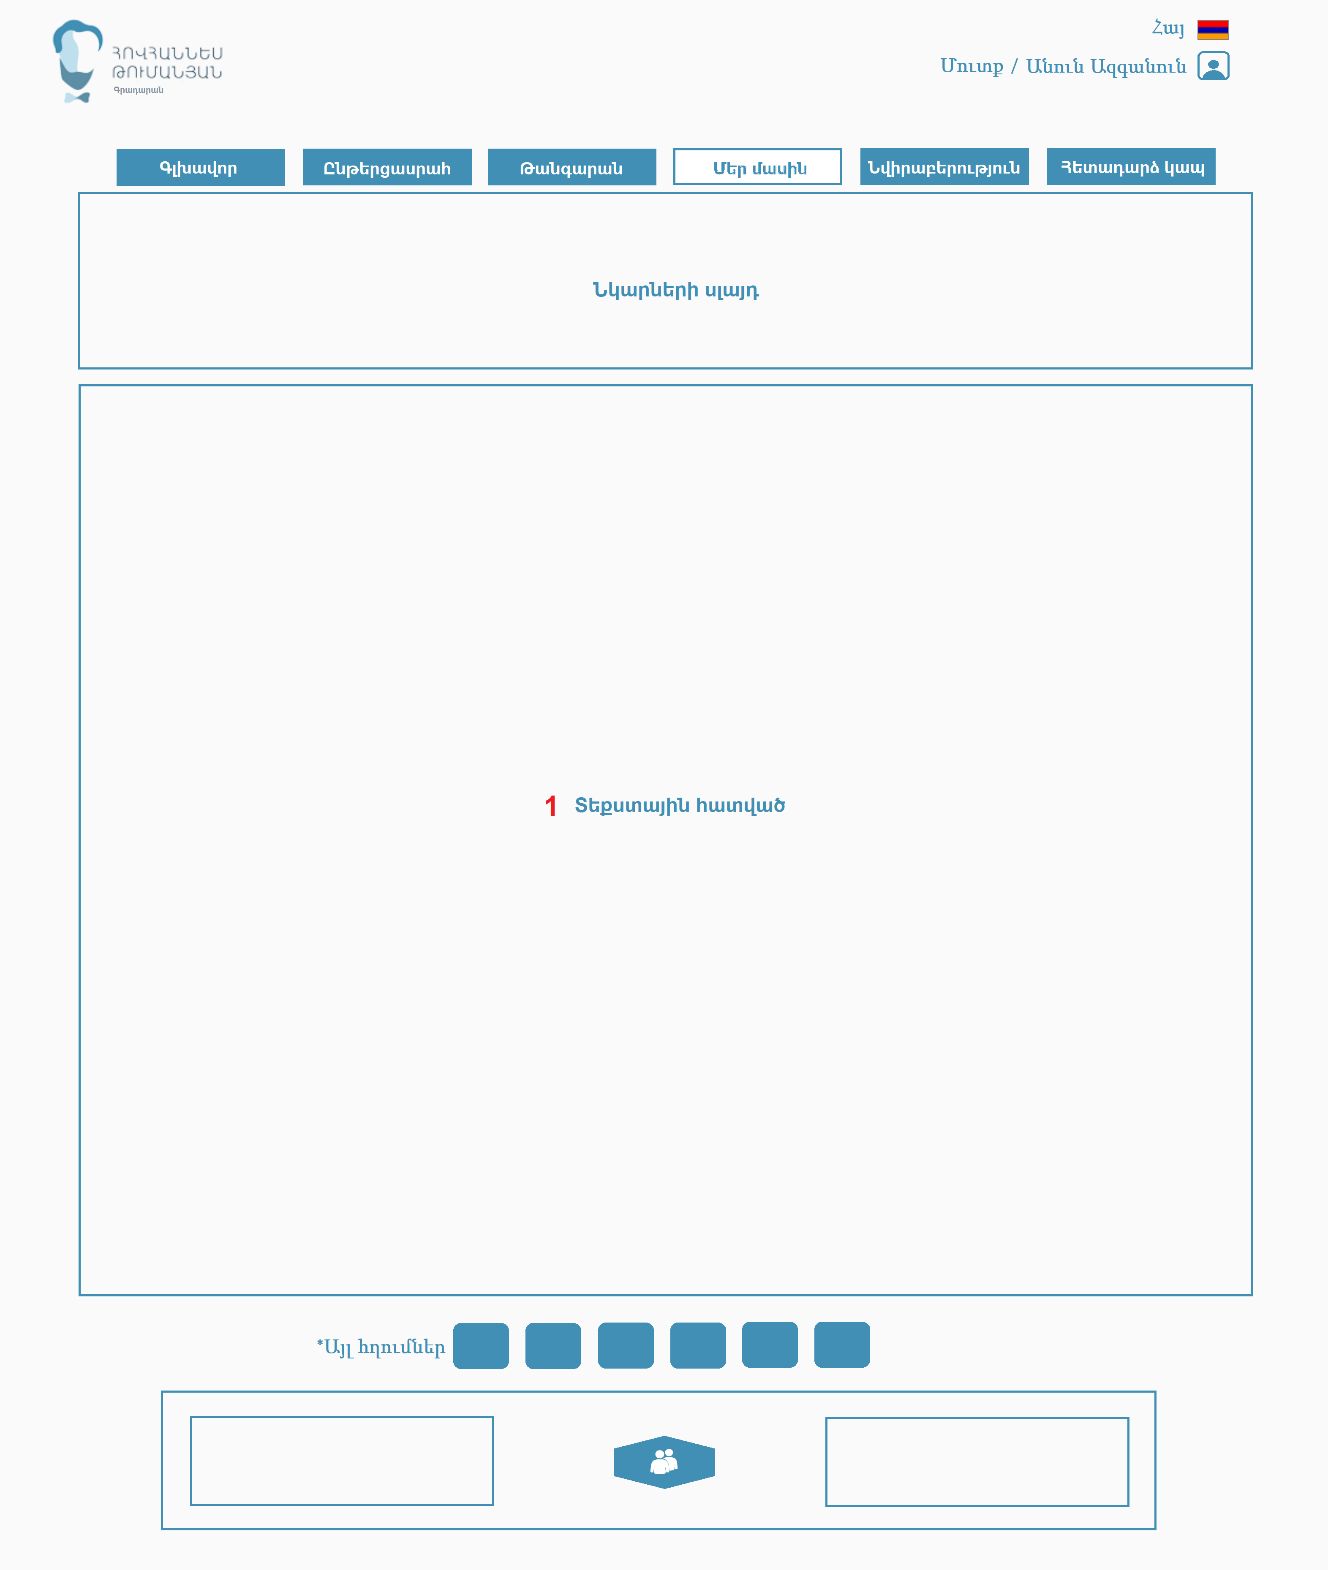 ՀՈՎՀԱՆՆԵՍ
ԹՈՒՄԱՆՅԱՆ
Գրադարան
Հայ
Մուտք / Անուն Ազգանուն
Գլխավոր
Ընթերցասրահ
Թանգարան
Մեր մասին
Նվիրաբերություն
Հետադարձ կապ
Նկարների սլայդ
1 Տեքստային հատված
*Այլ հղումներ